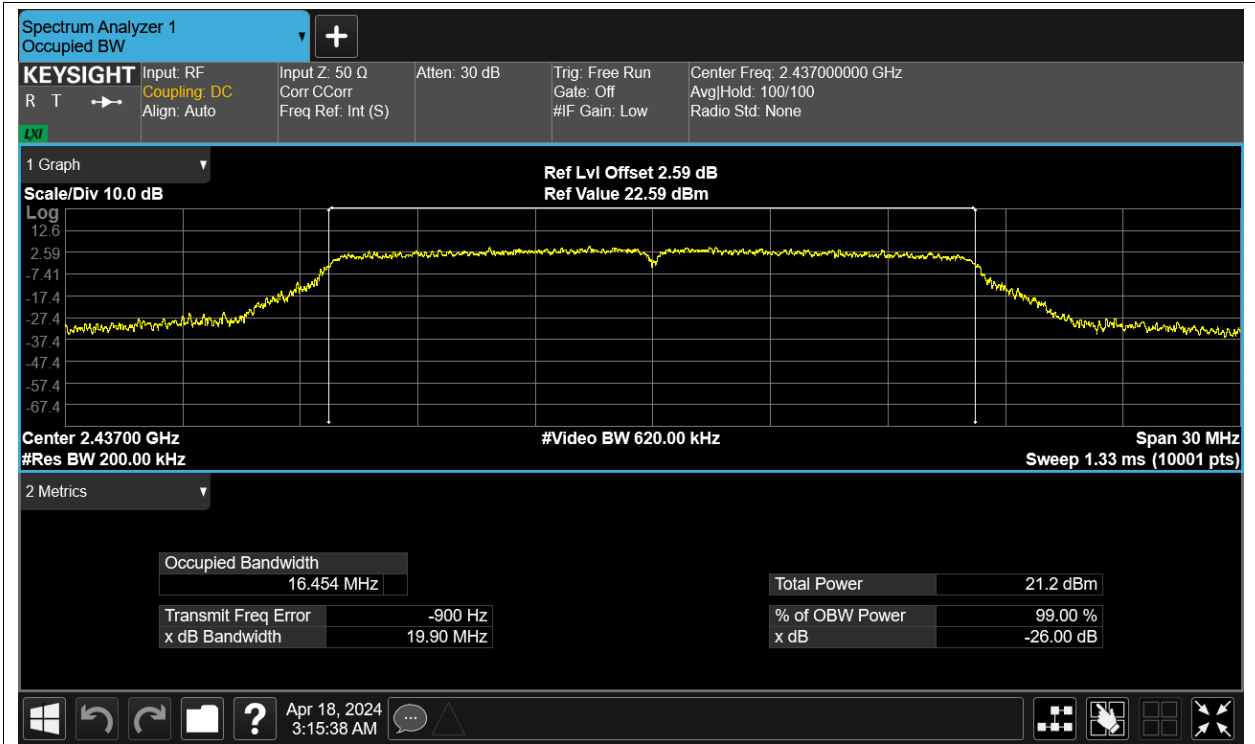 Spectrum Analyzer 1
Occupied BW
▼
+
KEYSIGHT
R T
LXI
Input: RF
Coupling: DC
Align: Auto
Input Z: 50 Ω
Corr CCorr
Freq Ref: Int (S)
Atten: 30 dB
Trig: Free Run
Gate: Off
#IF Gain: Low
Center Freq: 2.437000000 GHz
Avg|Hold: 100/100
Radio Std: None
1 Graph ▼
Scale/Div 10.0 dB
Ref Lvl Offset 2.59 dB
Ref Value 22.59 dBm
Log
12.6
2.59
-7.41
-17.4
-27.4
-37.4
-47.4
-57.4
-67.4
Center 2.43700 GHz
#Res BW 200.00 kHz
#Video BW 620.00 kHz
Span 30 MHz
Sweep 1.33 ms (10001 pts)
2 Metrics ▼
Occupied Bandwidth
16.454 MHz
Transmit Freq Error -900 Hz
x dB Bandwidth 19.90 MHz
Total Power 21.2 dBm
% of OBW Power 99.00 %
x dB -26.00 dB
?
Apr 18, 2024
3:15:38 AM